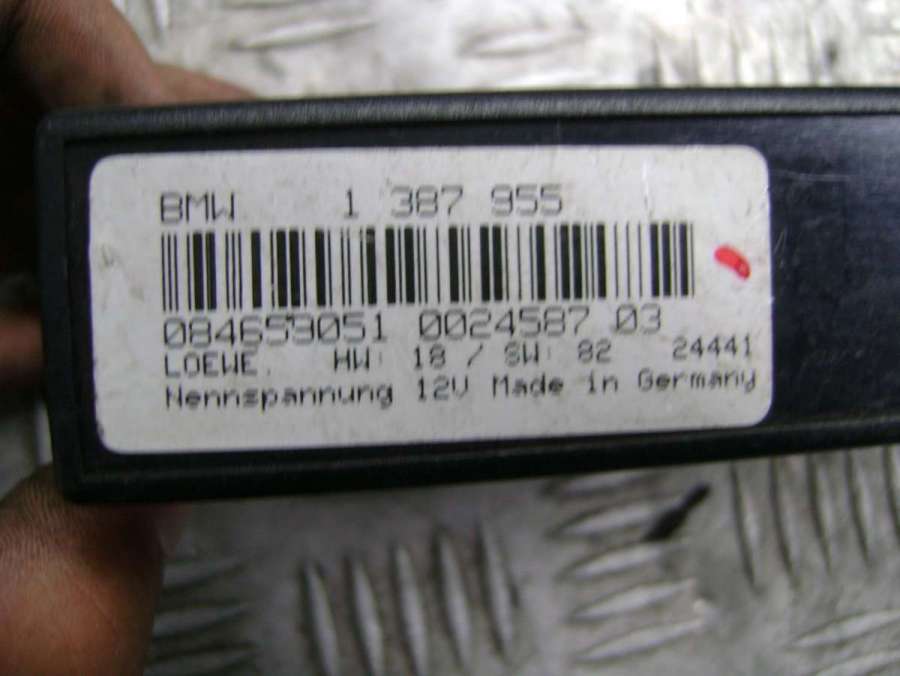 BMW 1 387 955
084653051 0024587 03
LOEWE. HW: 18 / SW: 82 24441
Nennspannung 12V Made in Germany